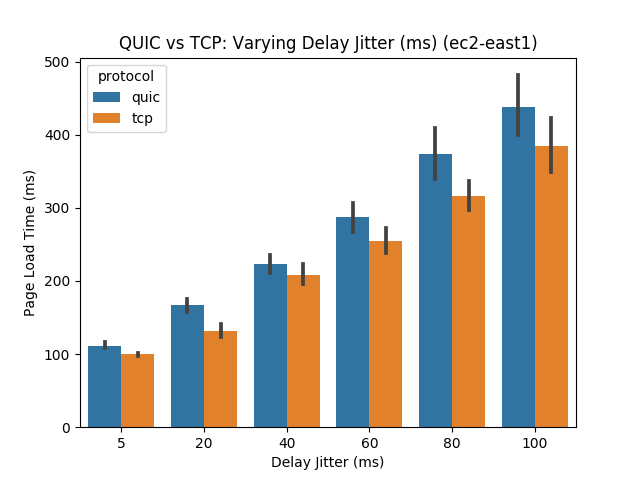 QUIC vs TCP: Varying Delay Jitter (ms) (ec2-east1)
protocol
quic
tcp
Page Load Time (ms)
500
400
300
200
100
0
5 20 40 60 80 100
Delay Jitter (ms)